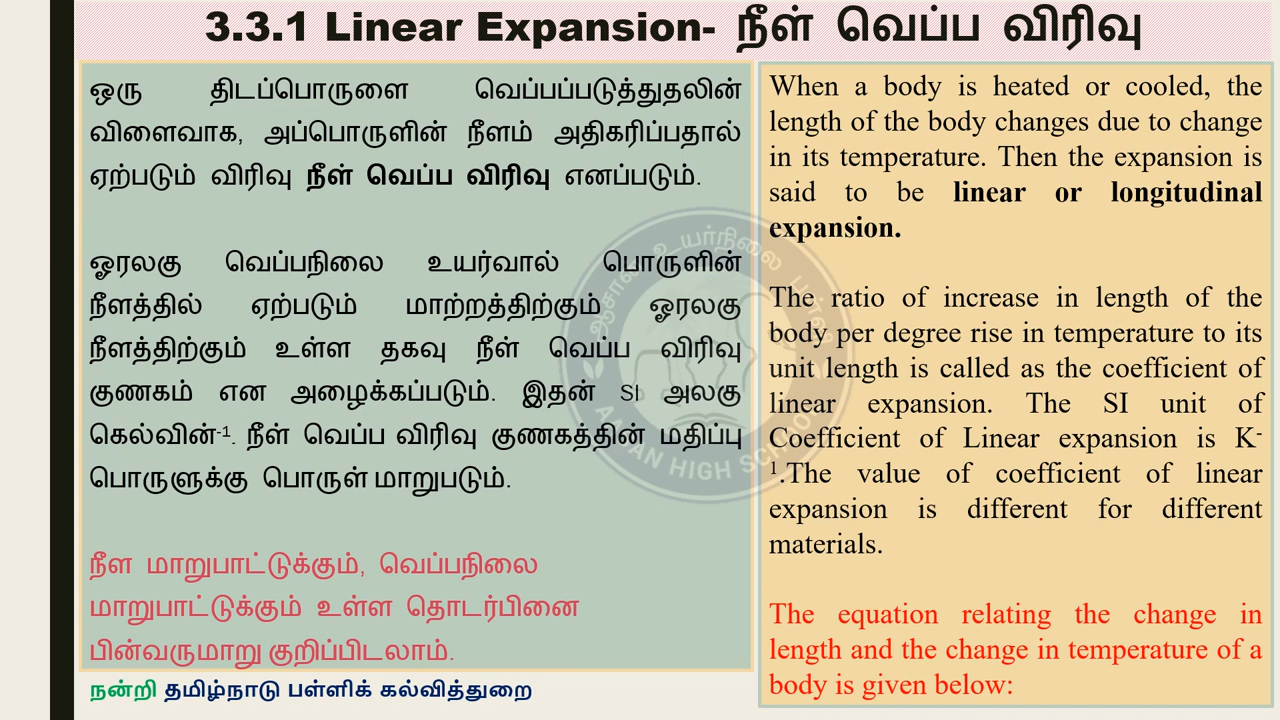 3.3.1 Linear Expansion- நீள் வெப்ப விரிவு
ஒரு திடப்பொருளை வெப்பப்படுத்துதலின்
விளைவாக, அப்பொருளின் நீளம் அதிகரிப்பதால்
ஏற்படும் விரிவு நீள் வெப்ப விரிவு எனப்படும்.
ஓரலகு வெப்பநிலை உயர்வால் பொருளின்
நீளத்தில் ஏற்படும் மாற்றத்திற்கும் ஓரலகு
நீளத்திற்கும் உள்ள தகவு நீள் வெப்ப விரிவு
குணகம் என அழைக்கப்படும். இதன் SI அலகு
கெல்வின்-1. நீள் வெப்ப விரிவு குணகத்தின் மதிப்பு
பொருளுக்கு பொருள் மாறுபடும்.
நீள மாறுபாட்டுக்கும், வெப்பநிலை
மாறுபாட்டுக்கும் உள்ள தொடர்பினை
பின்வருமாறு குறிப்பிடலாம்.
நன்றி தமிழ்நாடு பள்ளிக் கல்வித்துறை
When a body is heated or cooled, the
length of the body changes due to change
in its temperature. Then the expansion is
said to be linear or longitudinal
expansion.
The ratio of increase in length of the
body per degree rise in temperature to its
unit length is called as the coefficient of
linear expansion. The SI unit of
Coefficient of Linear expansion is K-
1.The value of coefficient of linear
expansion is different for different
materials.
The equation relating the change in
length and the change in temperature of a
body is given below: